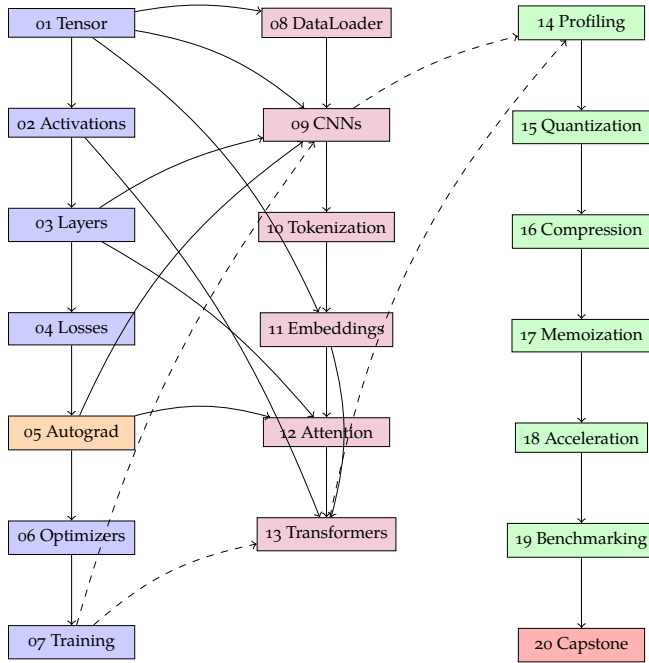 01 Tensor
02 Activations
03 Layers
04 Losses
05 Autograd
06 Optimizers
07 Training
08 DataLoader
09 CNNs
10 Tokenization
11 Embeddings
12 Attention
13 Transformers
14 Profiling
15 Quantization
16 Compression
17 Memoization
18 Acceleration
19 Benchmarking
20 Capstone